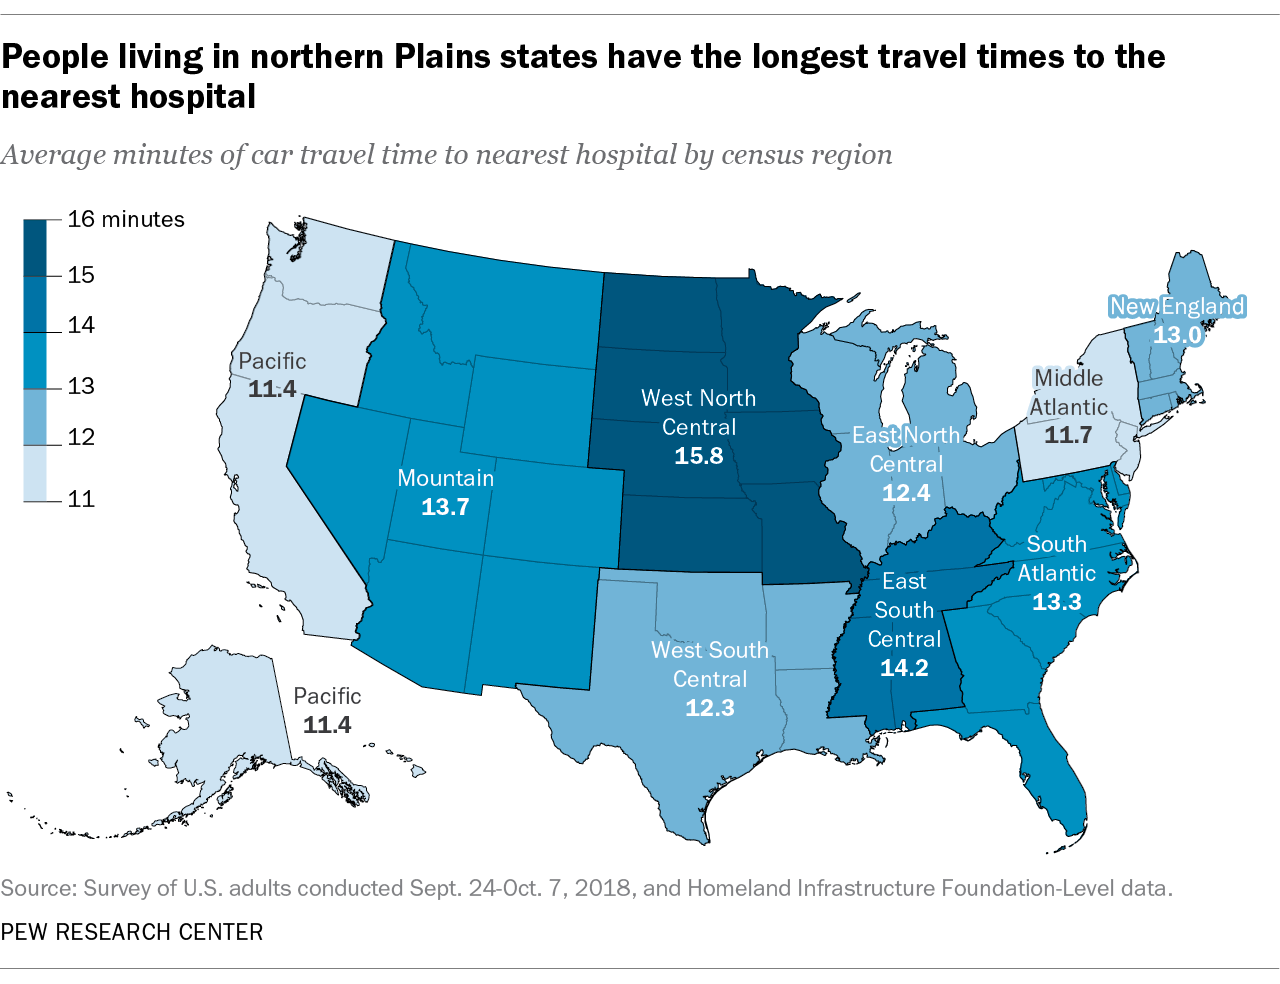 People living in northern Plains states have the longest travel times to the
nearest hospital
Average minutes of car travel time to nearest hospital by census region
16 minutes
15
14
13
12
11
Pacific
11.4
Mountain
13.7
West North
Central
15.8
East North
Central
12.4
New England
13.0
Middle
Atlantic
11.7
South
Atlantic
13.3
East
South
Central
14.2
West South
Central
12.3
Pacific
11.4
Source: Survey of U.S. adults conducted Sept. 24-Oct. 7, 2018, and Homeland Infrastructure Foundation-Level data.
PEW RESEARCH CENTER